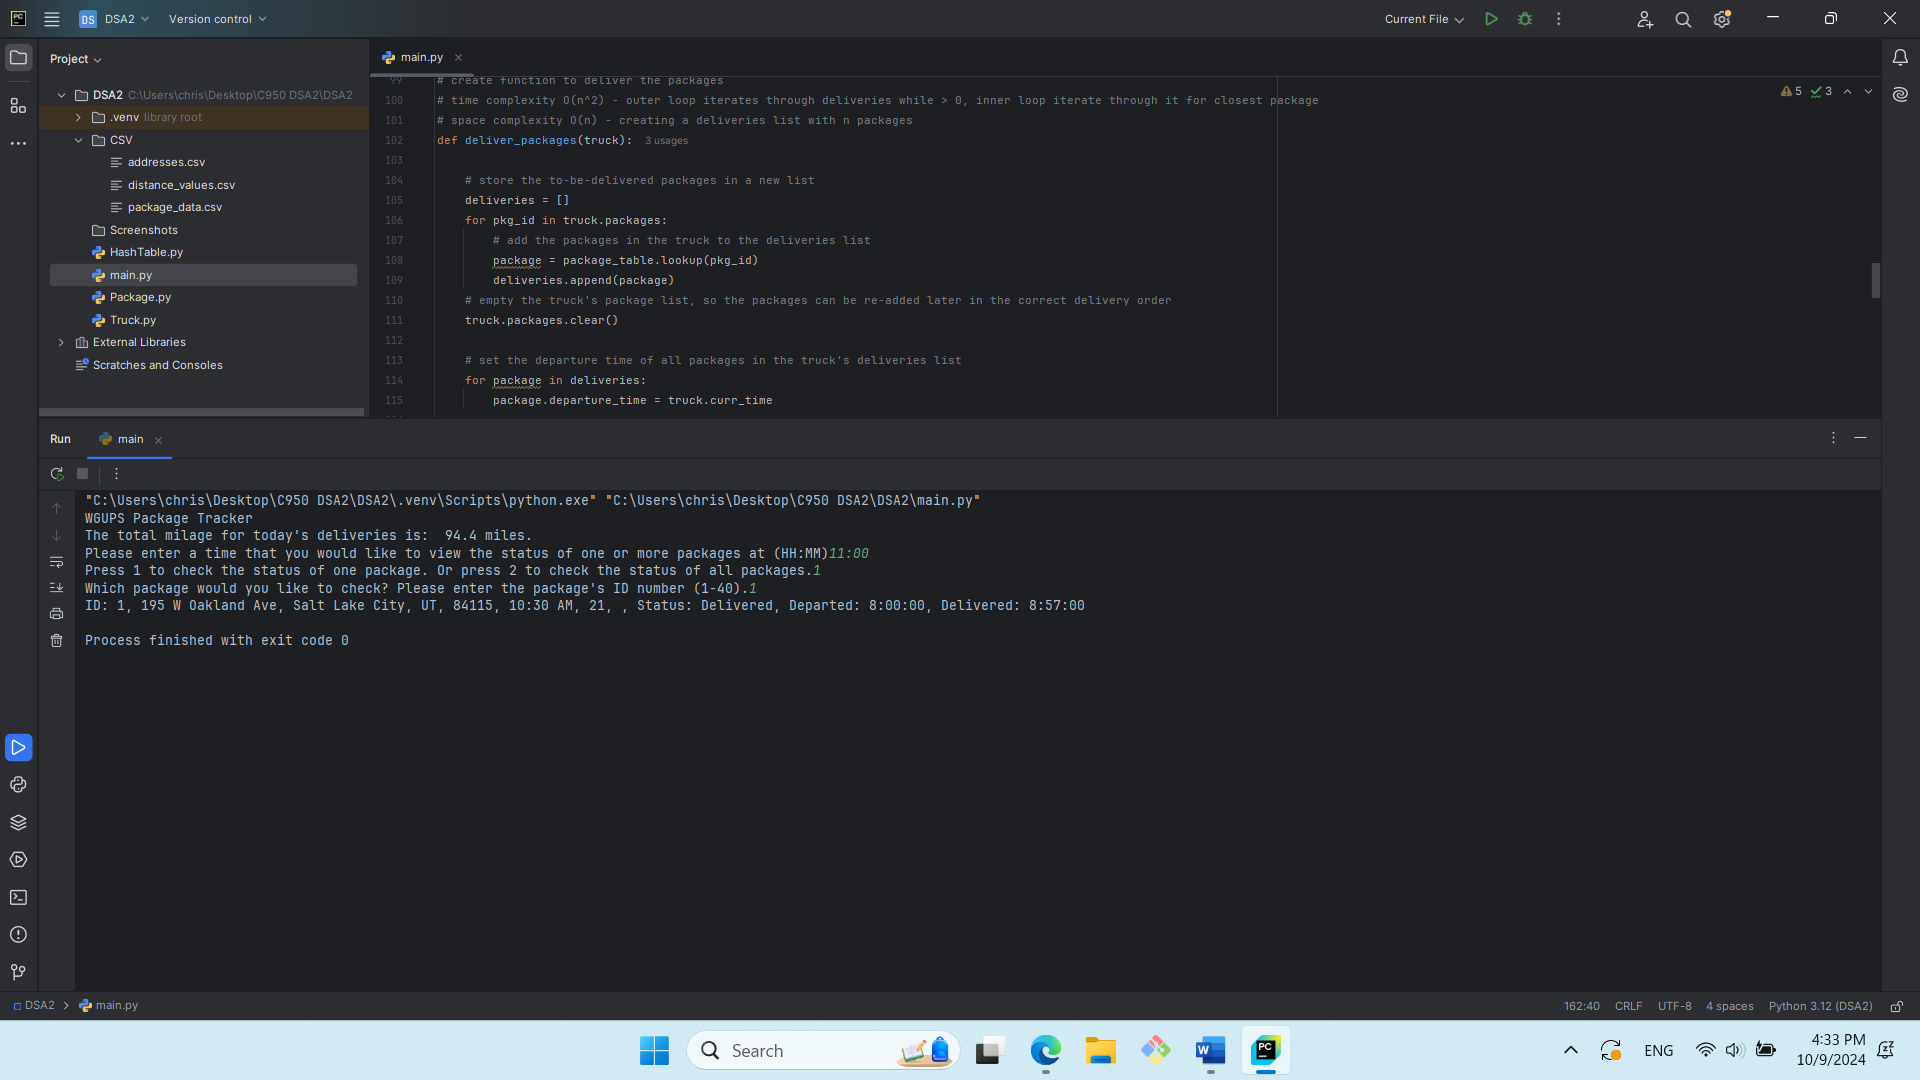 DS DSA2 Version control Current File
Project
main.py
DSA2 C:\Users\chris\Desktop\C950 DSA2\DSA2
.venv library root
CSV
addresses.csv
distance_values.csv
package_data.csv
Screenshots
HashTable.py
main.py
Package.py
Truck.py
External Libraries
Scratches and Consoles
99 # create function to deliver the packages
100 # time complexity O(n^2) - outer loop iterates through deliveries while > 0, inner loop iterate through it for closest package
101 # space complexity O(n) - creating a deliveries list with n packages
102 def deliver_packages(truck): 3 usages
103
104 # store the to-be-delivered packages in a new list
105 deliveries = []
106 for pkg_id in truck.packages:
107 # add the packages in the truck to the deliveries list
108 package = package_table.lookup(pkg_id)
109 deliveries.append(package)
110 # empty the truck's package list, so the packages can be re-added later in the correct delivery order
111 truck.packages.clear()
112
113 # set the departure time of all packages in the truck's deliveries list
114 for package in deliveries:
115 package.departure_time = truck.curr_time
5 3
Run main
"C:\Users\chris\Desktop\C950 DSA2\DSA2\.venv\Scripts\python.exe" "C:\Users\chris\Desktop\C950 DSA2\DSA2\main.py"
WGUPS Package Tracker
The total milage for today's deliveries is:  94.4 miles.
Please enter a time that you would like to view the status of one or more packages at (HH:MM)11:00
Press 1 to check the status of one package. Or press 2 to check the status of all packages.1
Which package would you like to check? Please enter the package's ID number (1-40).1
ID: 1, 195 W Oakland Ave, Salt Lake City, UT, 84115, 10:30 AM, 21, , Status: Delivered, Departed: 8:00:00, Delivered: 8:57:00
Process finished with exit code 0
DSA2 > main.py 162:40 CRLF UTF-8 4 spaces Python 3.12 (DSA2)
Search
ENG
4:33 PM
10/9/2024